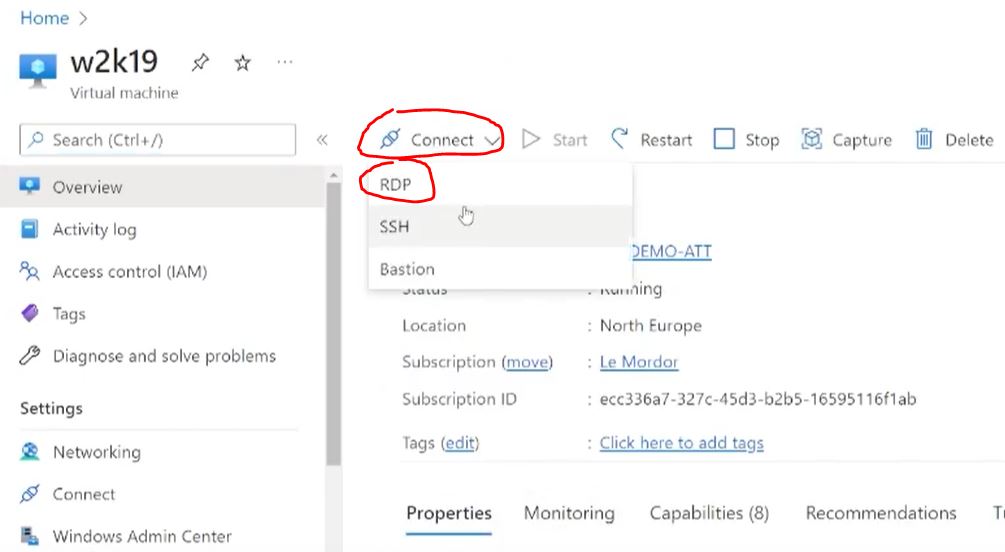 Home
w2k19
Virtual machine
Search (Ctrl+/)
Connect Start Restart Stop Capture Delete
RDP
SSH
Bastion
Overview
Activity log
Access control (IAM)
Tags
Diagnose and solve problems
Settings
Networking
Connect
Windows Admin Center
DEMO-ATT
Status : Running
Location : North Europe
Subscription (move) : Le Mordor
Subscription ID : ecc336a7-327c-45d3-b2b5-16595116f1ab
Tags (edit) : Click here to add tags
Properties Monitoring Capabilities (8) Recommendations